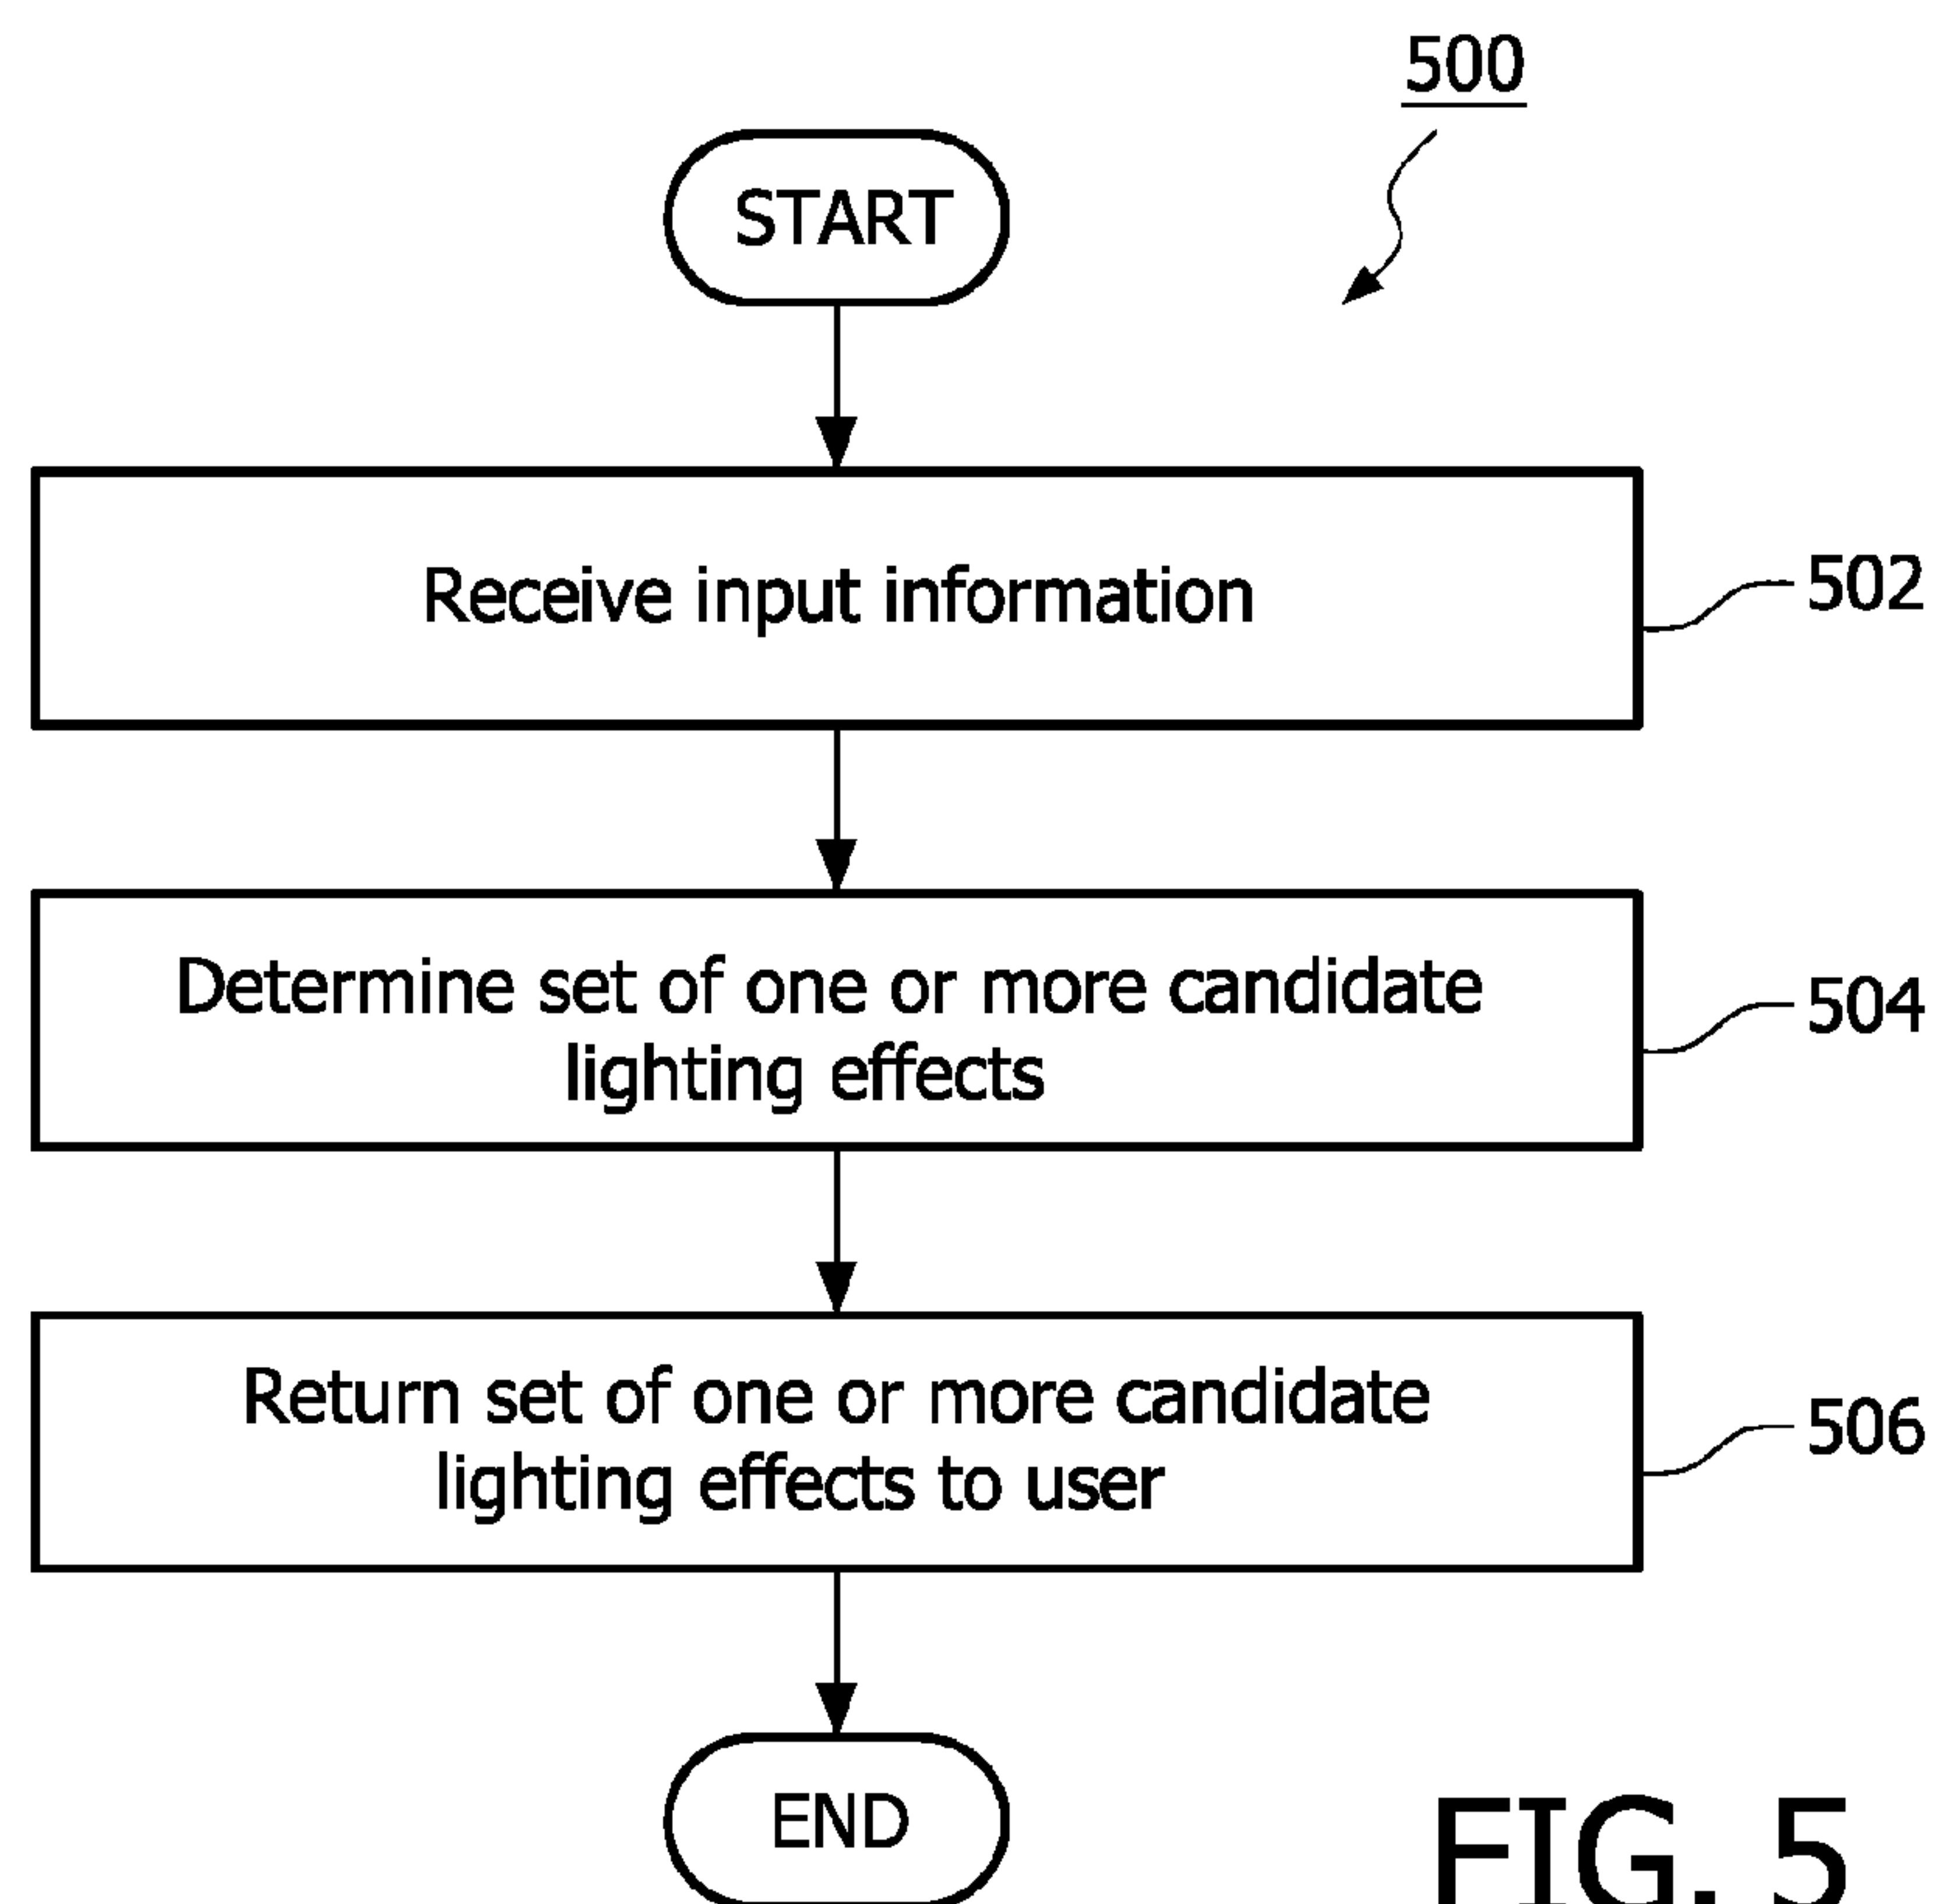 500
START
Receive input information
502
Determine set of one or more candidate
lighting effects
504
Return set of one or more candidate
lighting effects to user
506
END
FIG. 5